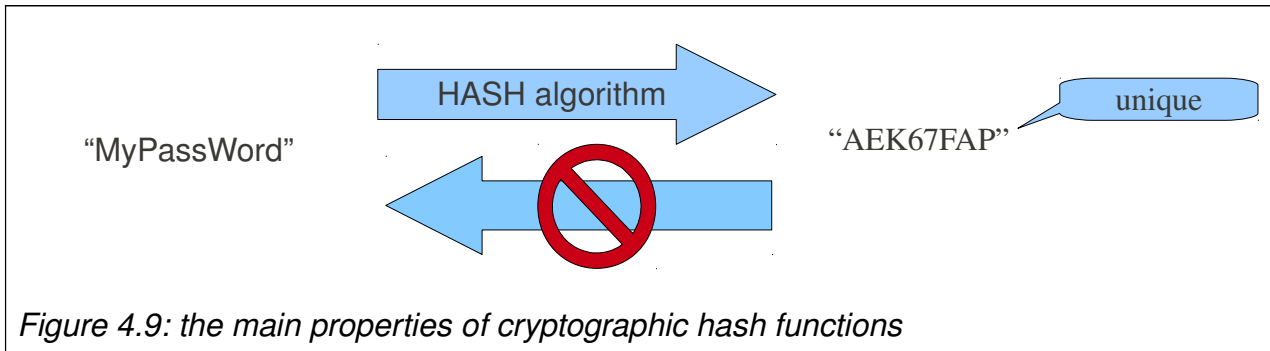 HASH algorithm
unique
“MyPassWord”
“AEK67FAP”
Figure 4.9: the main properties of cryptographic hash functions